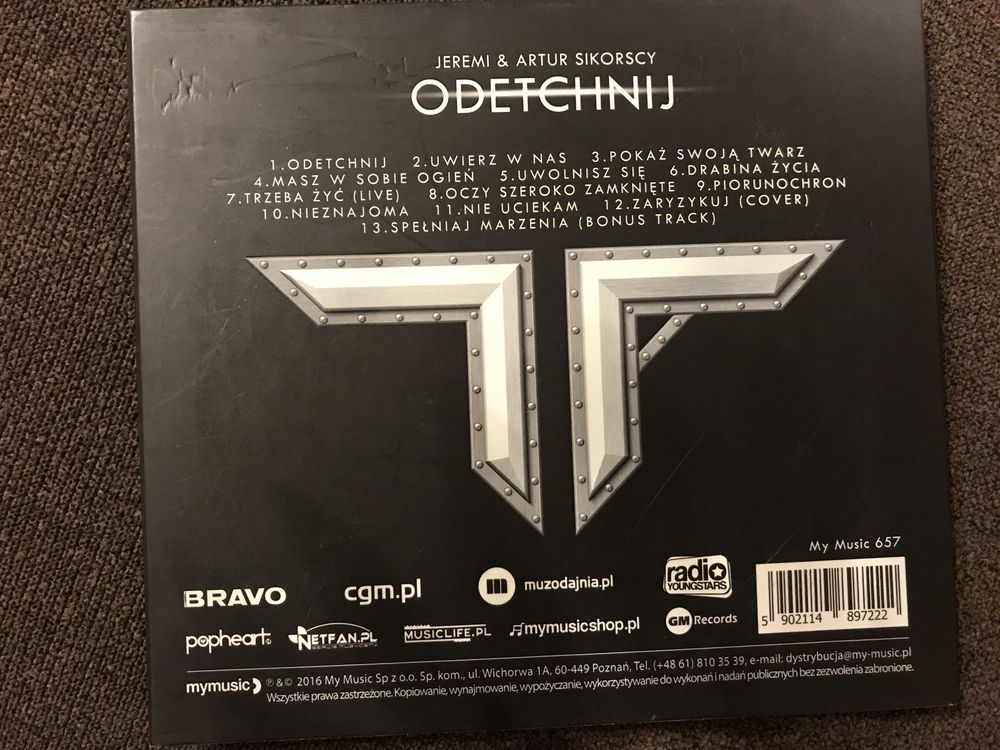 JEREMI & ARTUR SIKORSCY
ODETCHNIJ
1.ODETCHNIJ 2.UWIERZ W NAS 3.POKAŻ SWOJĄ TWARZ
4.MASZ W SOBIE OGIEŃ 5.UWOLNISZ SIĘ 6.DRABINA ŻYCIA
7.TRZEBA ŻYĆ (LIVE) 8.OCZY SZEROKO ZAMKNIĘTE 9.PIORUNOCHRON
10.NIEZNAJOMA 11.NIE UCIEKAM 12.ZARYZYKUJ (COVER)
13.SPEŁNIAJ MARZENIA (BONUS TRACK)
My Music 657
BRAVO cgm.pl muzodajnia.pl radio YOUNGSTARS
popheart NETFAN.PL MUSICLIFE.PL mymusicshop.pl GM Records
5 902114 897222
mymusic ℗ & © 2016 My Music Sp z o.o. Sp. kom., ul. Wichorwa 1A, 60-449 Poznań, Tel. (+48 61) 810 35 39, e-mail: dystrybucja@my-music.pl
Wszystkie prawa zastrzeżone. Kopiowanie, wynajmowanie, wypożyczanie, wykorzystywanie do wykonań i nadań publicznych bez zezwolenia zabronione.